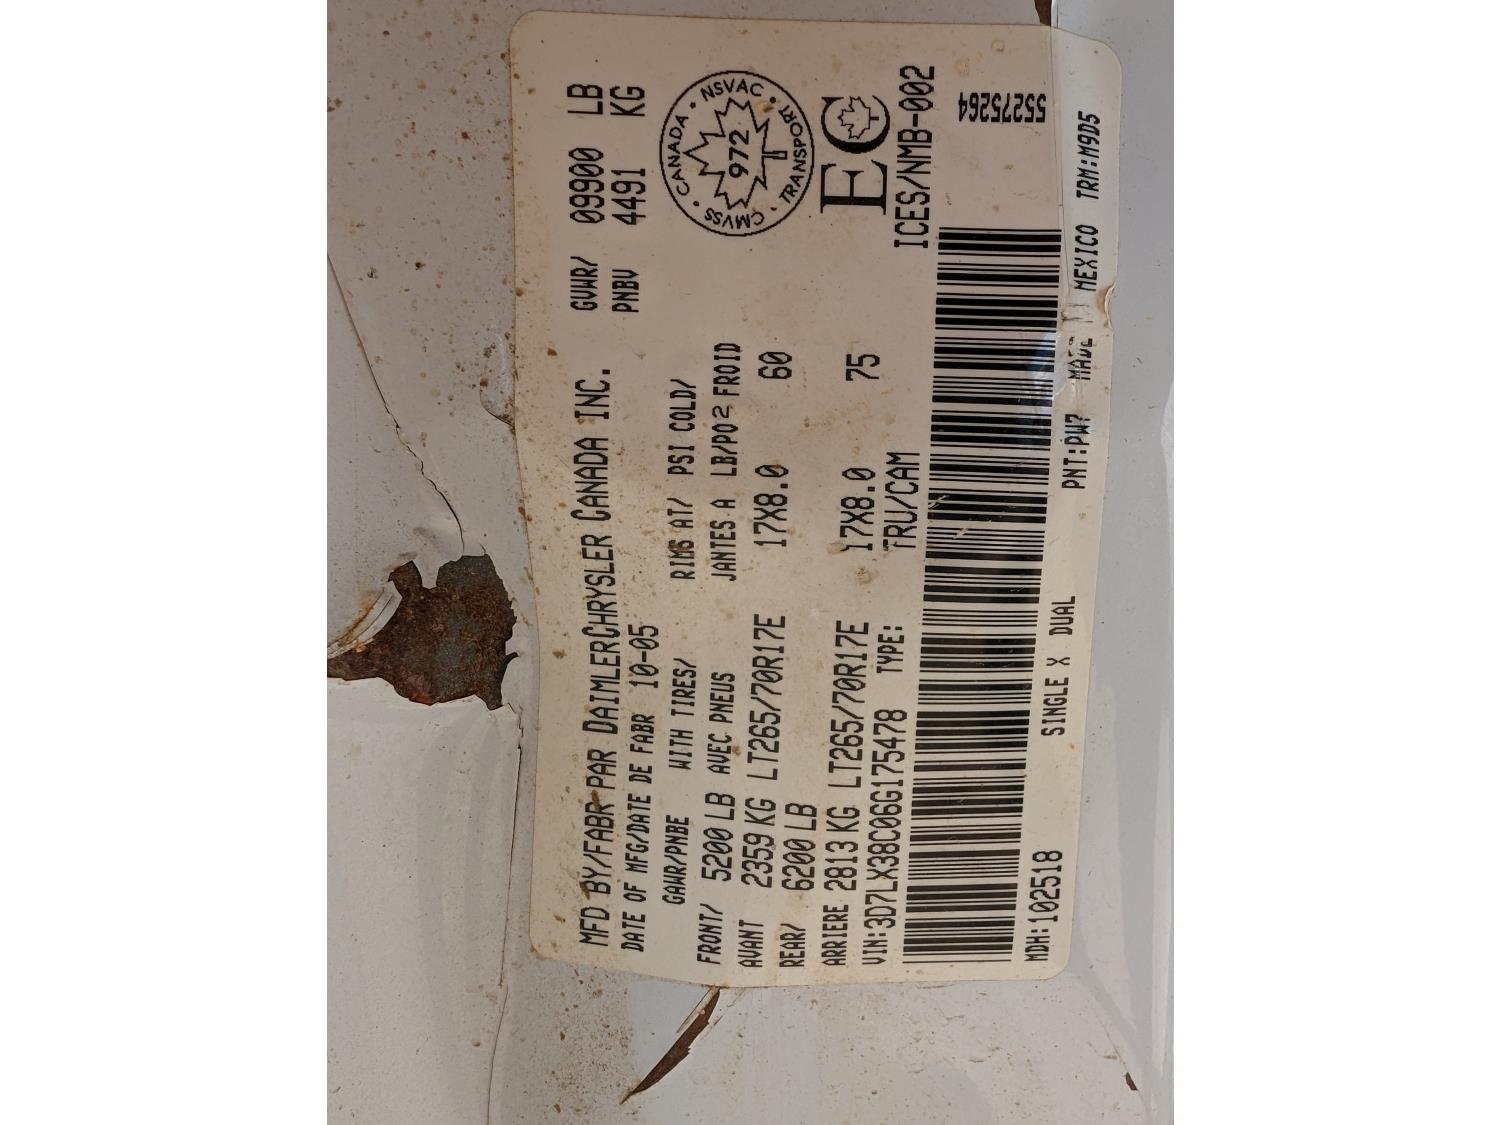 MFD BY/FABR PAR DAIMLERCHRYSLER CANADA INC. GVWR/ 09900 LB
DATE OF MFG/DATE DE FABR 10-05 PNBV 4491 KG
GAWR/PNBE WITH TIRES/ RIMS AT/ PSI COLD/
FRONT/ 5200 LB AVEC PNEUS JANTES A LB/PO2 FROID
AVANT 2359 KG LT265/70R17E 17X8.0 60
REAR/ 6200 LB
ARRIERE 2813 KG LT265/70R17E 17X8.0 75
VIN:3D7LX38C06G175478 TYPE: TRU/CAM
CANADA • NSVAC • TRANSPORT • CMVSS •
972
EC
ICES/NMB-002
55275264
MDH:102518 SINGLE X DUAL PNT:PW7 MADE IN MEXICO TRM:M9D5